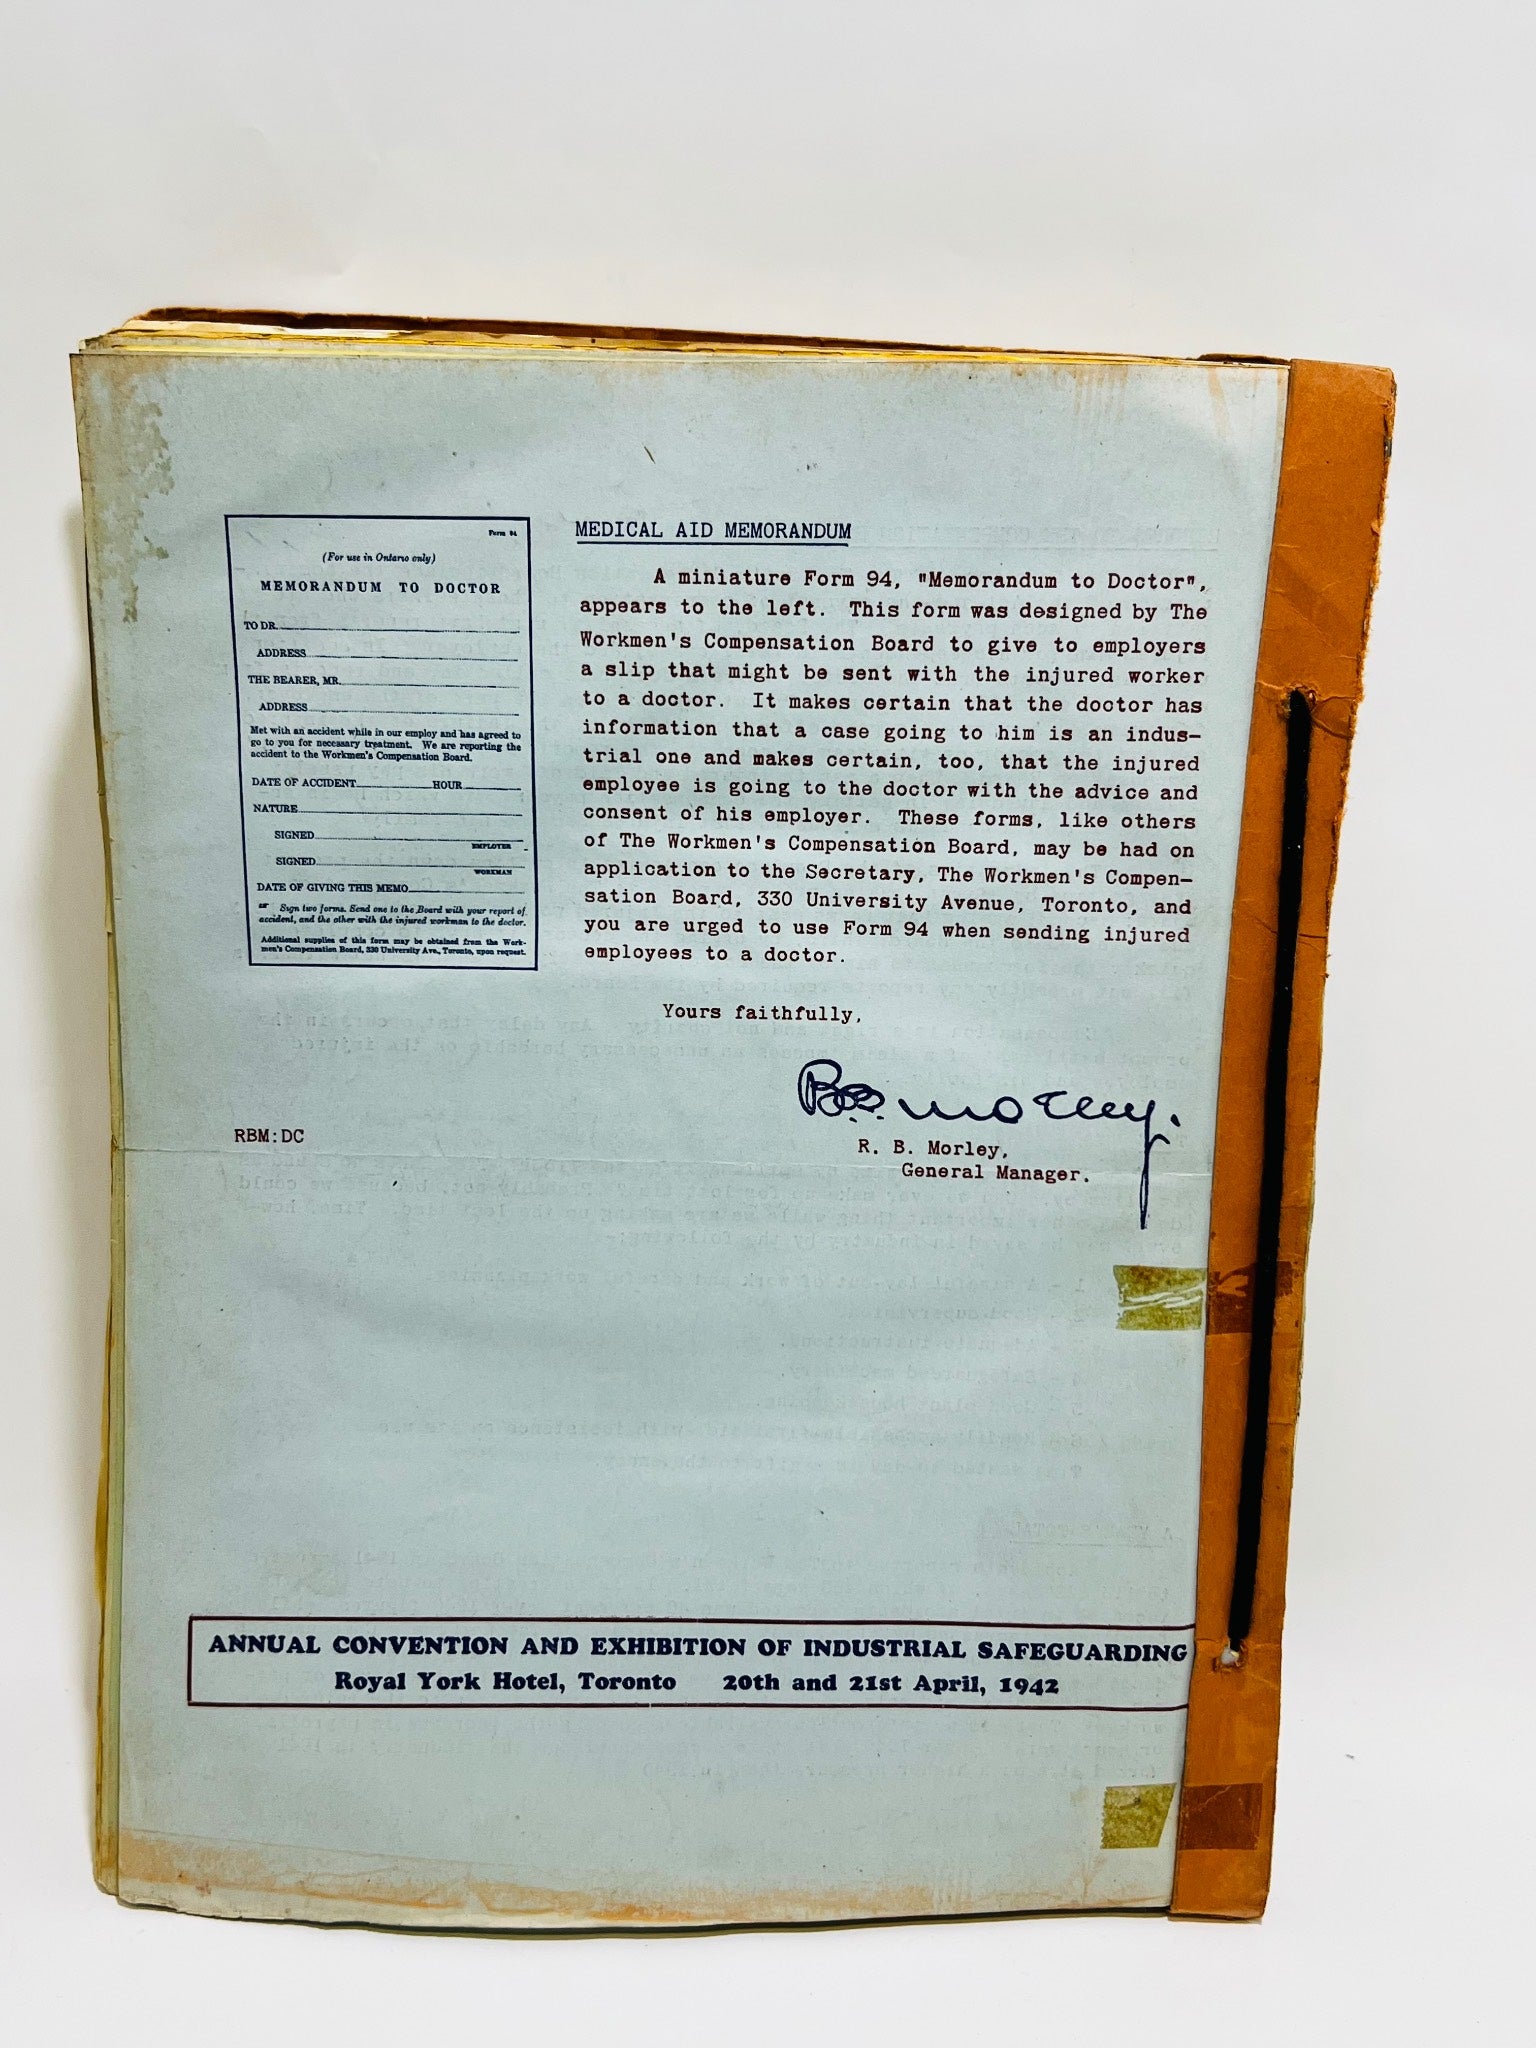 Form 94
(For use in Ontario only)
MEMORANDUM TO DOCTOR
TO DR.
ADDRESS
THE BEARER, MR.
ADDRESS
Met with an accident while in our employ and has agreed to
go to you for necessary treatment. We are reporting the
accident to the Workmen's Compensation Board.
DATE OF ACCIDENT HOUR
NATURE
SIGNED
EMPLOYER
SIGNED
WORKMAN
DATE OF GIVING THIS MEMO
Sign two forms. Send one to the Board with your report of
accident, and the other with the injured workman to the doctor.
Additional supplies of this form may be obtained from the Work-
men's Compensation Board, 330 University Ave., Toronto, upon request.
MEDICAL AID MEMORANDUM
A miniature Form 94, "Memorandum to Doctor",
appears to the left. This form was designed by The
Workmen's Compensation Board to give to employers
a slip that might be sent with the injured worker
to a doctor. It makes certain that the doctor has
information that a case going to him is an indus-
trial one and makes certain, too, that the injured
employee is going to the doctor with the advice and
consent of his employer. These forms, like others
of The Workmen's Compensation Board, may be had on
application to the Secretary, The Workmen's Compen-
sation Board, 330 University Avenue, Toronto, and
you are urged to use Form 94 when sending injured
employees to a doctor.
Yours faithfully,
R. B. Morley.
RBM:DC
R. B. Morley,
General Manager.
ANNUAL CONVENTION AND EXHIBITION OF INDUSTRIAL SAFEGUARDING
Royal York Hotel, Toronto 20th and 21st April, 1942